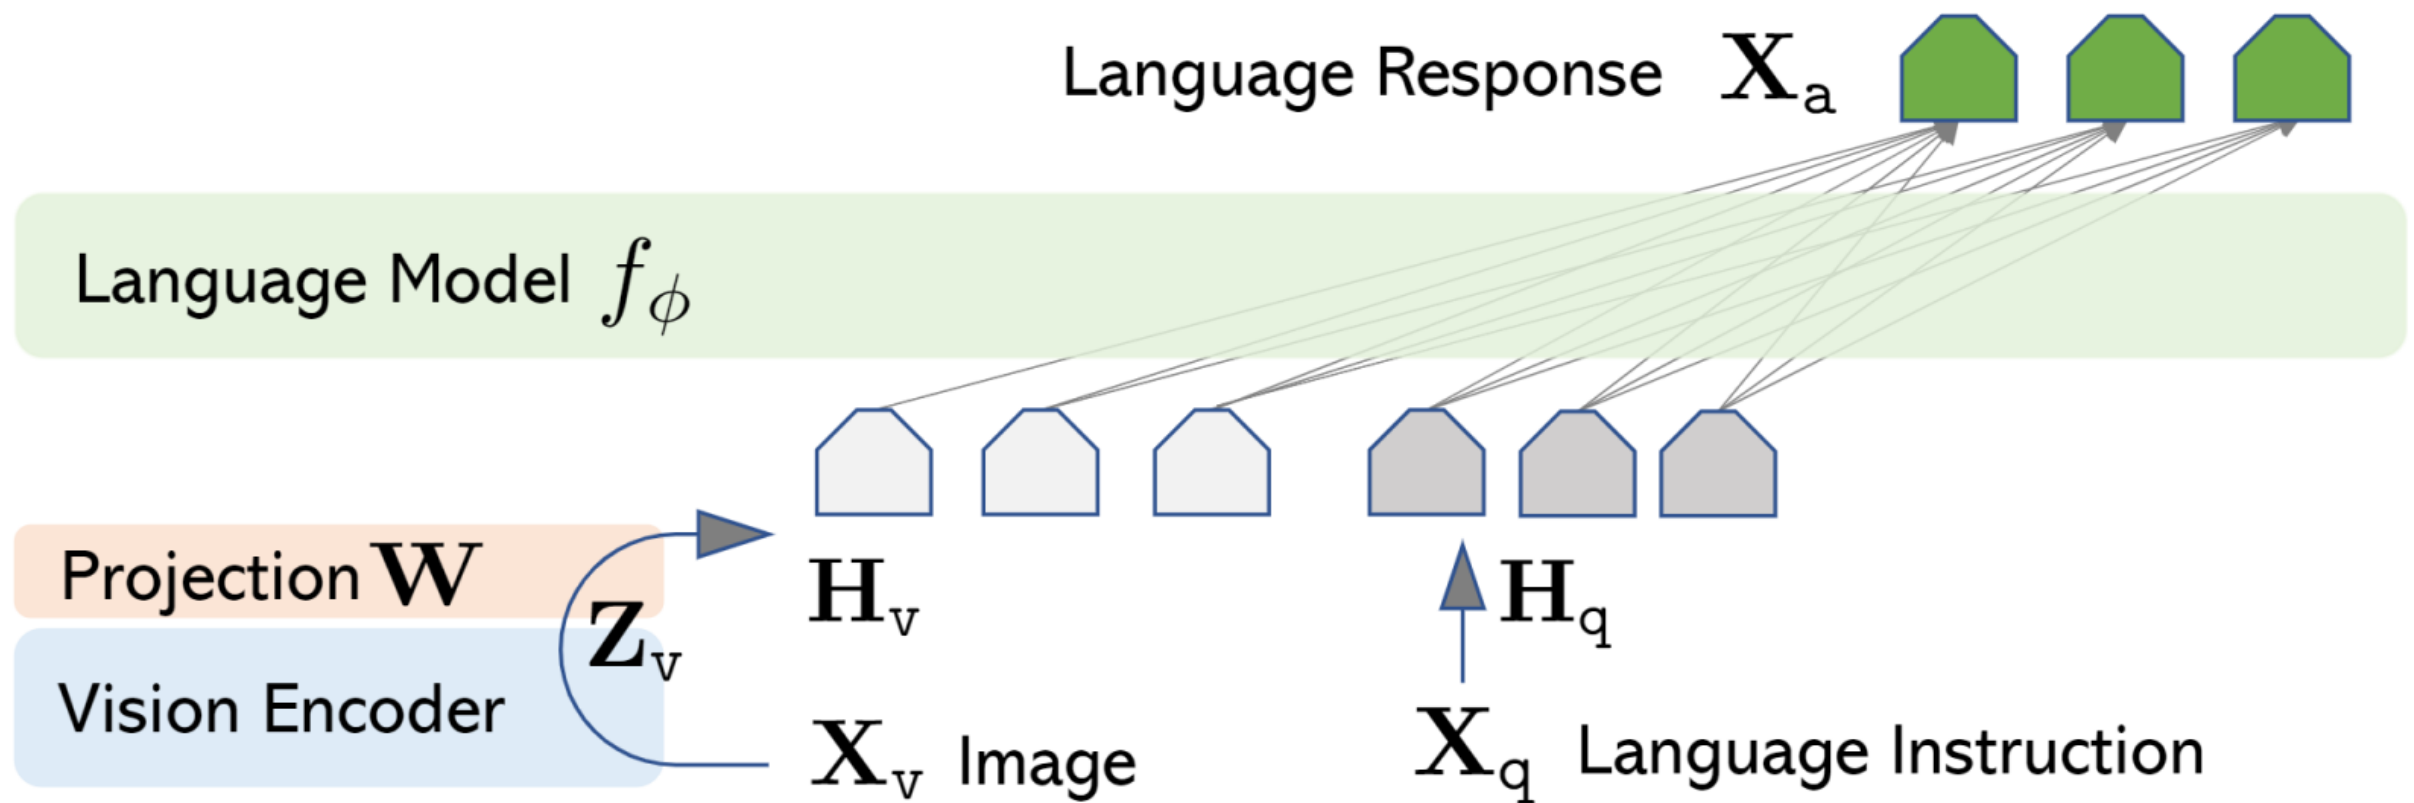 Language Response X_a
Language Model f_ϕ
Projection W
Z_v
H_v
H_q
Vision Encoder
X_v Image
X_q Language Instruction